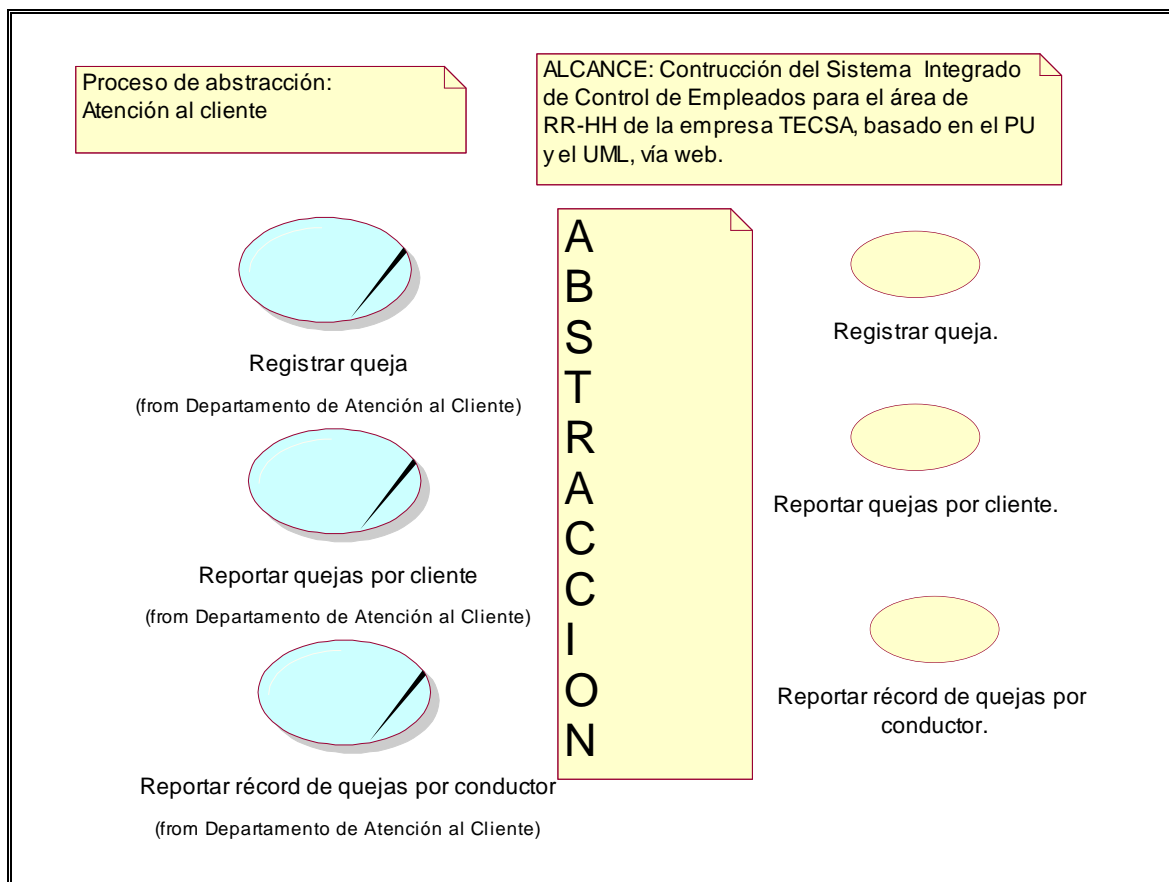 Proceso de abstracción:
Atención al cliente
ALCANCE: Contrucción del Sistema Integrado
de Control de Empleados para el área de
RR-HH de la empresa TECSA, basado en el PU
y el UML, vía web.
Registrar queja
(from Departamento de Atención al Cliente)
Reportar quejas por cliente
(from Departamento de Atención al Cliente)
Reportar récord de quejas por conductor
(from Departamento de Atención al Cliente)
A
B
S
T
R
A
C
C
I
O
N
Registrar queja.
Reportar quejas por cliente.
Reportar récord de quejas por
conductor.